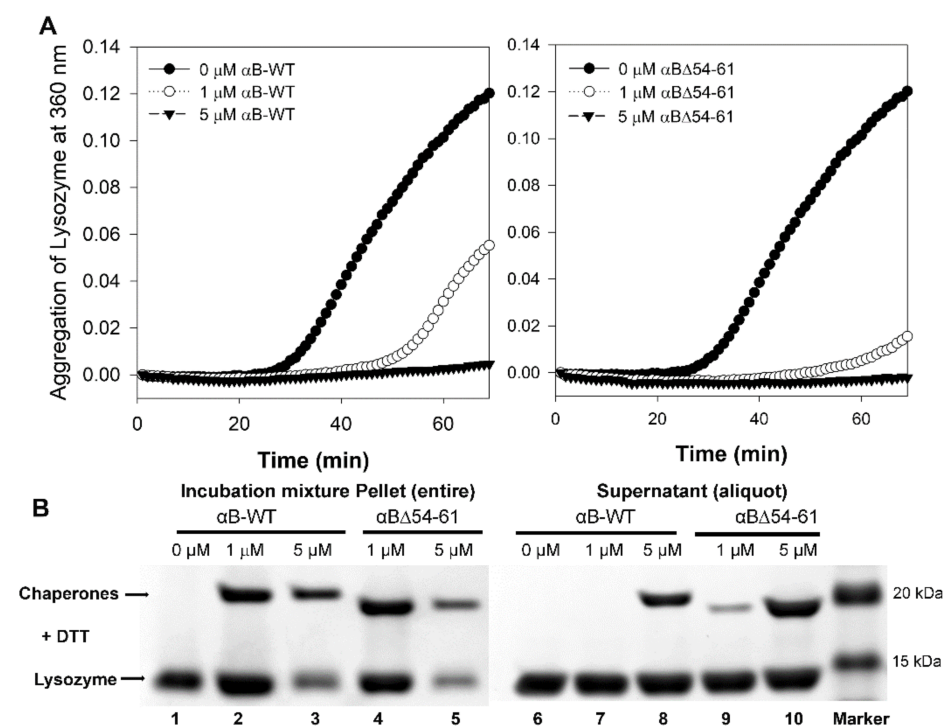 A
Aggregation of Lysozyme at 360 nm
0.14
0.12
0.10
0.08
0.06
0.04
0.02
0.00
0 μM αB-WT
1 μM αB-WT
5 μM αB-WT
0
20
40
60
Time (min)
0.14
0.12
0.10
0.08
0.06
0.04
0.02
0.00
0 μM αBΔ54-61
1 μM αBΔ54-61
5 μM αBΔ54-61
0
20
40
60
Time (min)
B
Incubation mixture Pellet (entire)
Supernatant (aliquot)
αB-WT
αBΔ54-61
αB-WT
αBΔ54-61
0 μM 1 μM 5 μM 1 μM 5 μM 0 μM 1 μM 5 μM 1 μM 5 μM
Chaperones
20 kDa
+ DTT
15 kDa
Lysozyme
1 2 3 4 5 6 7 8 9 10 Marker